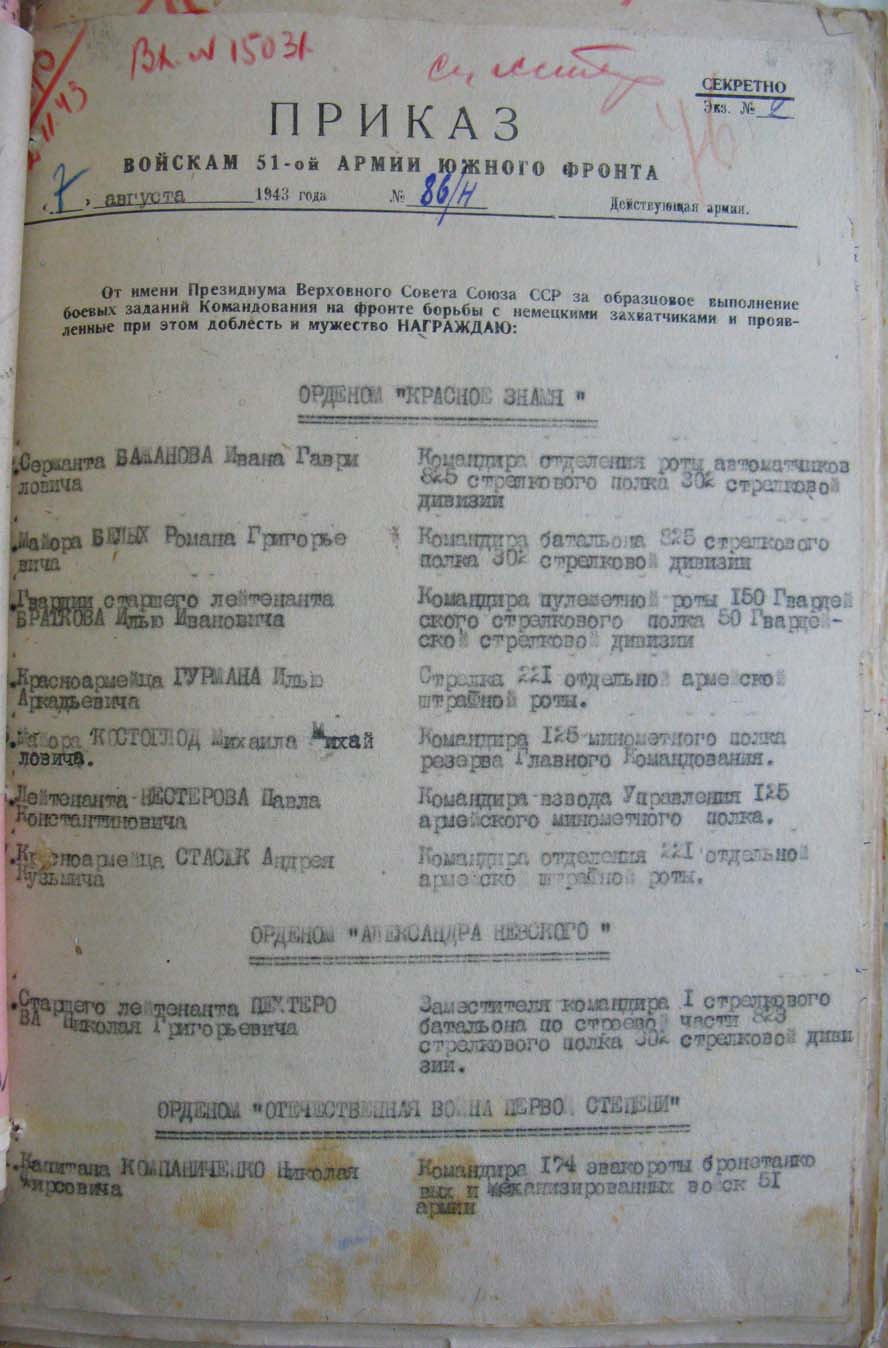 Вх. № 15031
СЕКРЕТНО
Экз. № 2
ПРИКАЗ
ВОЙСКАМ 51-ой АРМИИ ЮЖНОГО ФРОНТА
„7“ августа 1943 года № 86/н Действующая армия.
От имени Президиума Верховного Совета Союза ССР за образцовое выполнение
боевых заданий Командования на фронте борьбы с немецкими захватчиками и прояв-
ленные при этом доблесть и мужество НАГРАЖДАЮ:
ОРДЕНОМ "КРАСНОЕ ЗНАМЯ"
Сержанта Ивана Гаври
ловича
Командира отделения роты автоматчиков
825 стрелкового полка 302 стрелковой
дивизии
Майора БЕЛЫХ Романа Григорье
вича
Командира батальона 825 стрелкового
полка 302 стрелковой дивизии
Гвардии старшего лейтенанта
БРАТКОВА Илью Ивановича
Командира пулеметной роты 150 Гвардей
ского стрелкового полка 50 Гвардей-
ской стрелковой дивизии
Красноармейца ГУРМАНА Илью
Аркадьевича
Стрелка 221 отдельной армейской
штрафной роты.
Майора КОСТОГЛОД Михаила Михай
ловича.
Командира 125 минометного полка
резерва Главного Командования.
Лейтенанта НЕСТЕРОВА Павла
Константиновича
Командира взвода Управления 125
армейского минометного полка.
Красноармейца СТАСЬК Андрея
Кузьмича
Командира отделения 221 отдельной
армейской штрафной роты.
ОРДЕНОМ "АЛЕКСАНДРА НЕВСКОГО"
Старшего лейтенанта ПЕХТЕРО
ВА Николая Григорьевича
Заместителя командира I стрелкового
батальона по строевой части 823
стрелкового полка 302 стрелковой диви
зии.
ОРДЕНОМ "ОТЕЧЕСТВЕННАЯ ВОЙНА ПЕРВОЙ СТЕПЕНИ"
Капитана КОМПАНИЧЕНКО Николая
Фирсовича
Командира 174 эвакороты бронетанко
вых и механизированных войск 51
армии